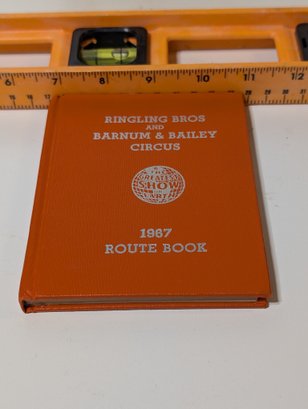 6 7 8 9 10 11 12
RINGLING BROS
AND
BARNUM & BAILEY
CIRCUS
THE
GREATEST
SHOW
ON
EARTH
1967
ROUTE BOOK